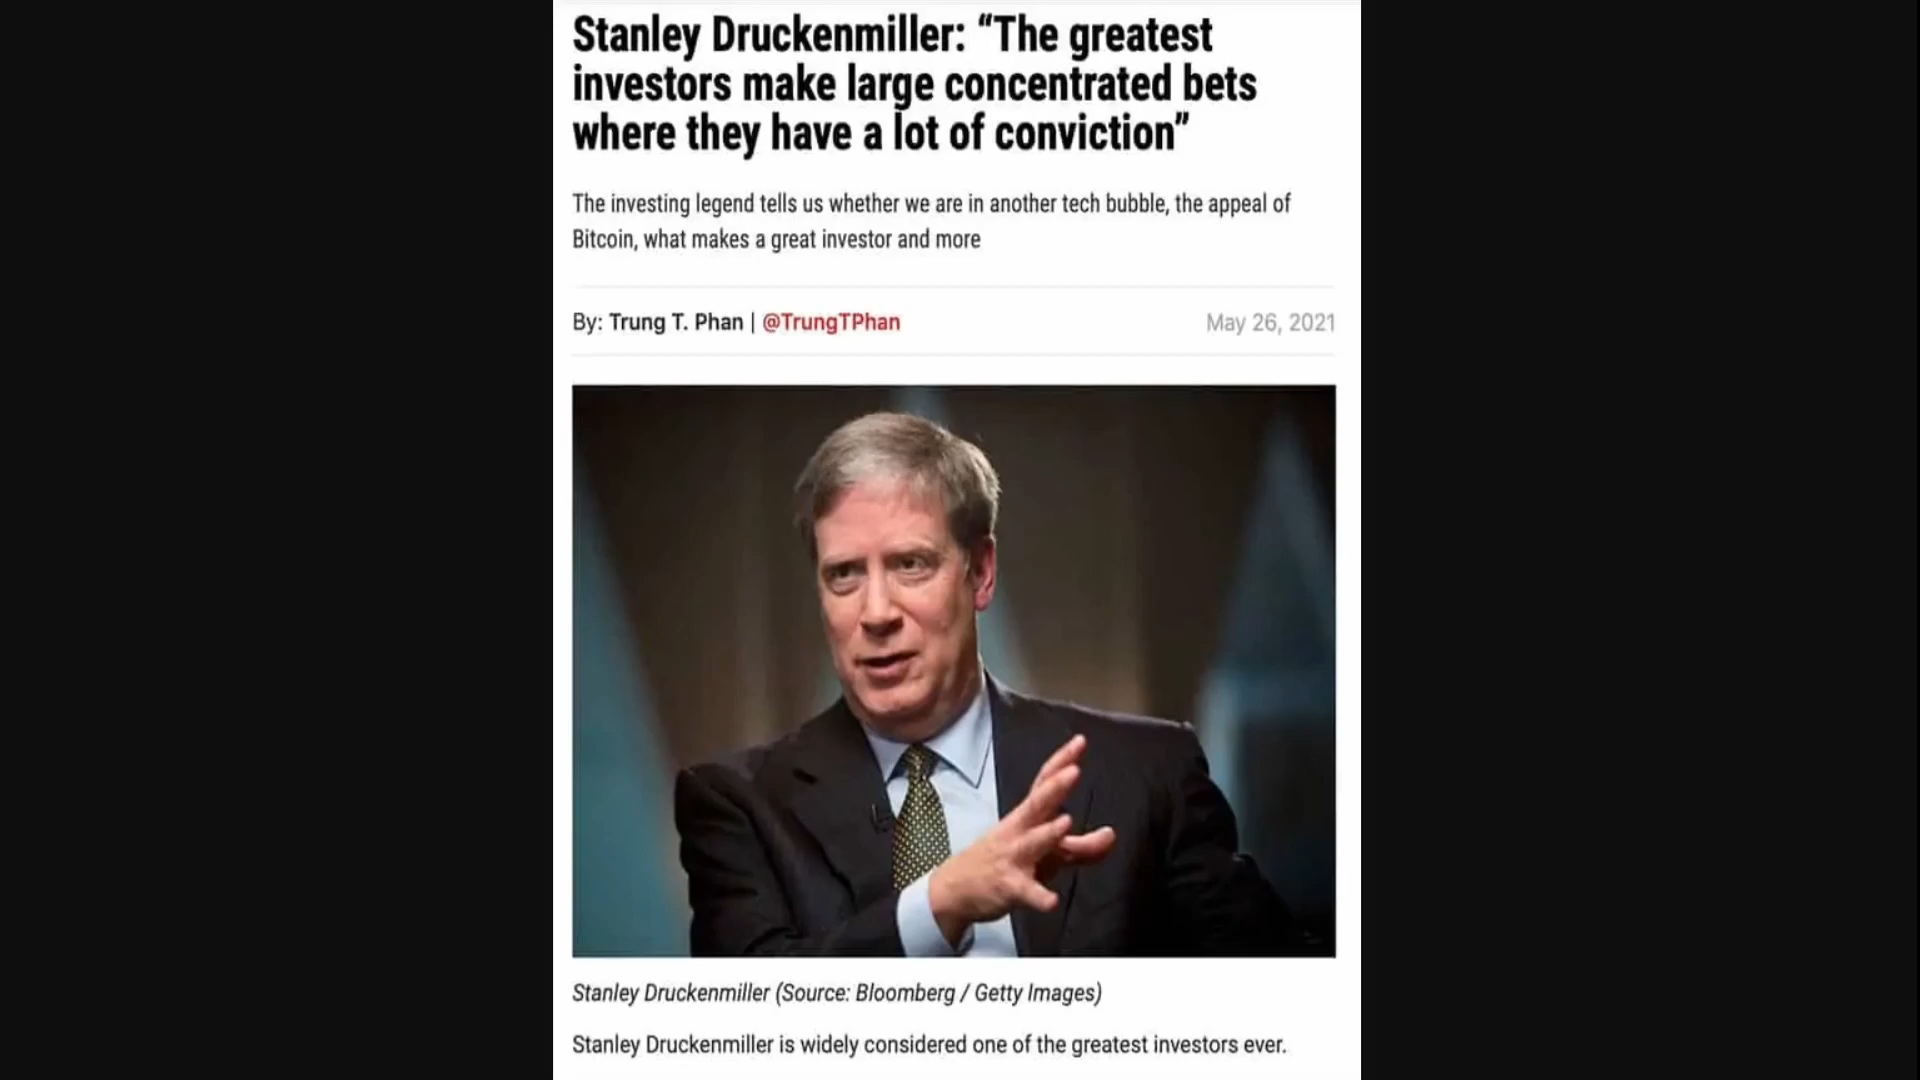 Stanley Druckenmiller: “The greatest
investors make large concentrated bets
where they have a lot of conviction”
The investing legend tells us whether we are in another tech bubble, the appeal of
Bitcoin, what makes a great investor and more
By: Trung T. Phan | @TrungTPhan
May 26, 2021
Stanley Druckenmiller (Source: Bloomberg / Getty Images)
Stanley Druckenmiller is widely considered one of the greatest investors ever.